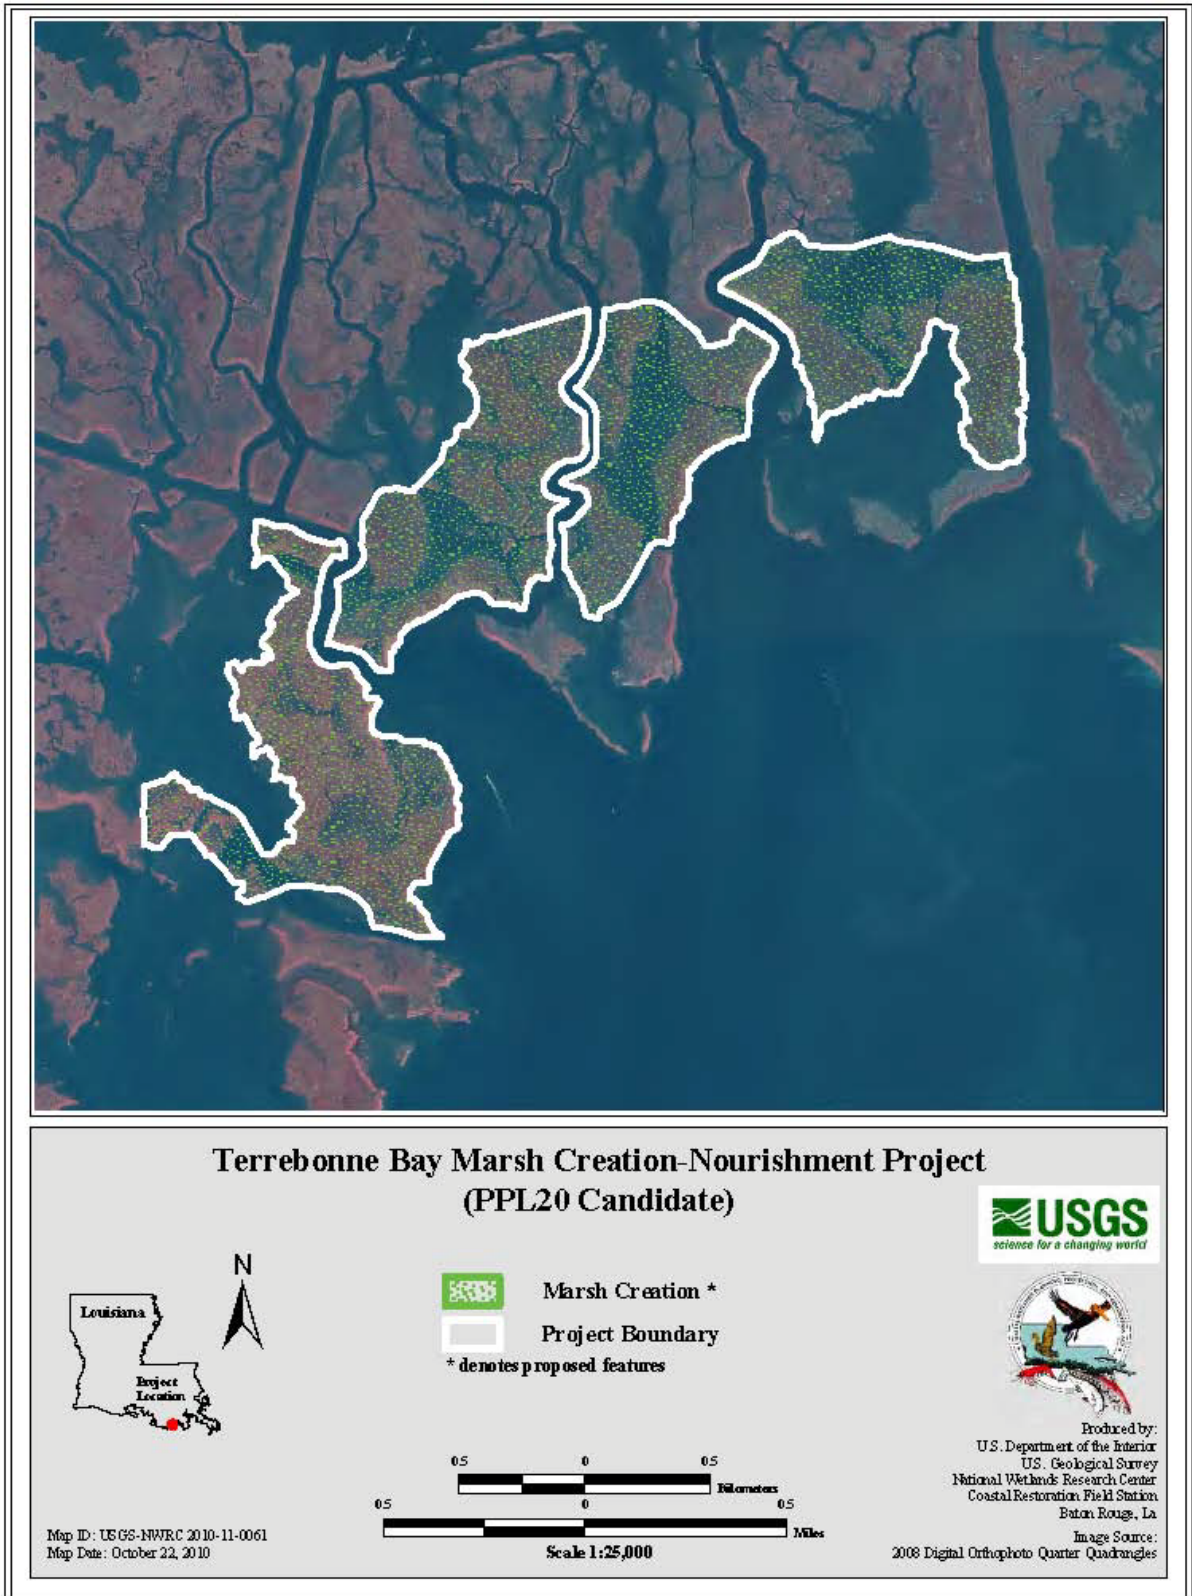 Terrebonne Bay Marsh Creation-Nourishment Project
(PPL20 Candidate)
USGS
science for a changing world
N
Louisiana
Project
Location
Marsh Creation *
Project Boundary
* denotes proposed features
0.5 0 0.5
Kilometers
0.5 0 0.5
Miles
Scale 1:25,000
Map ID: USGS-NWRC 2010-11-0061
Map Date: October 22, 2010
Produced by:
U.S. Department of the Interior
U.S. Geological Survey
National Wetlands Research Center
Coastal Restoration Field Station
Baton Rouge, La
Image Source:
2008 Digital Orthophoto Quarter Quadrangles